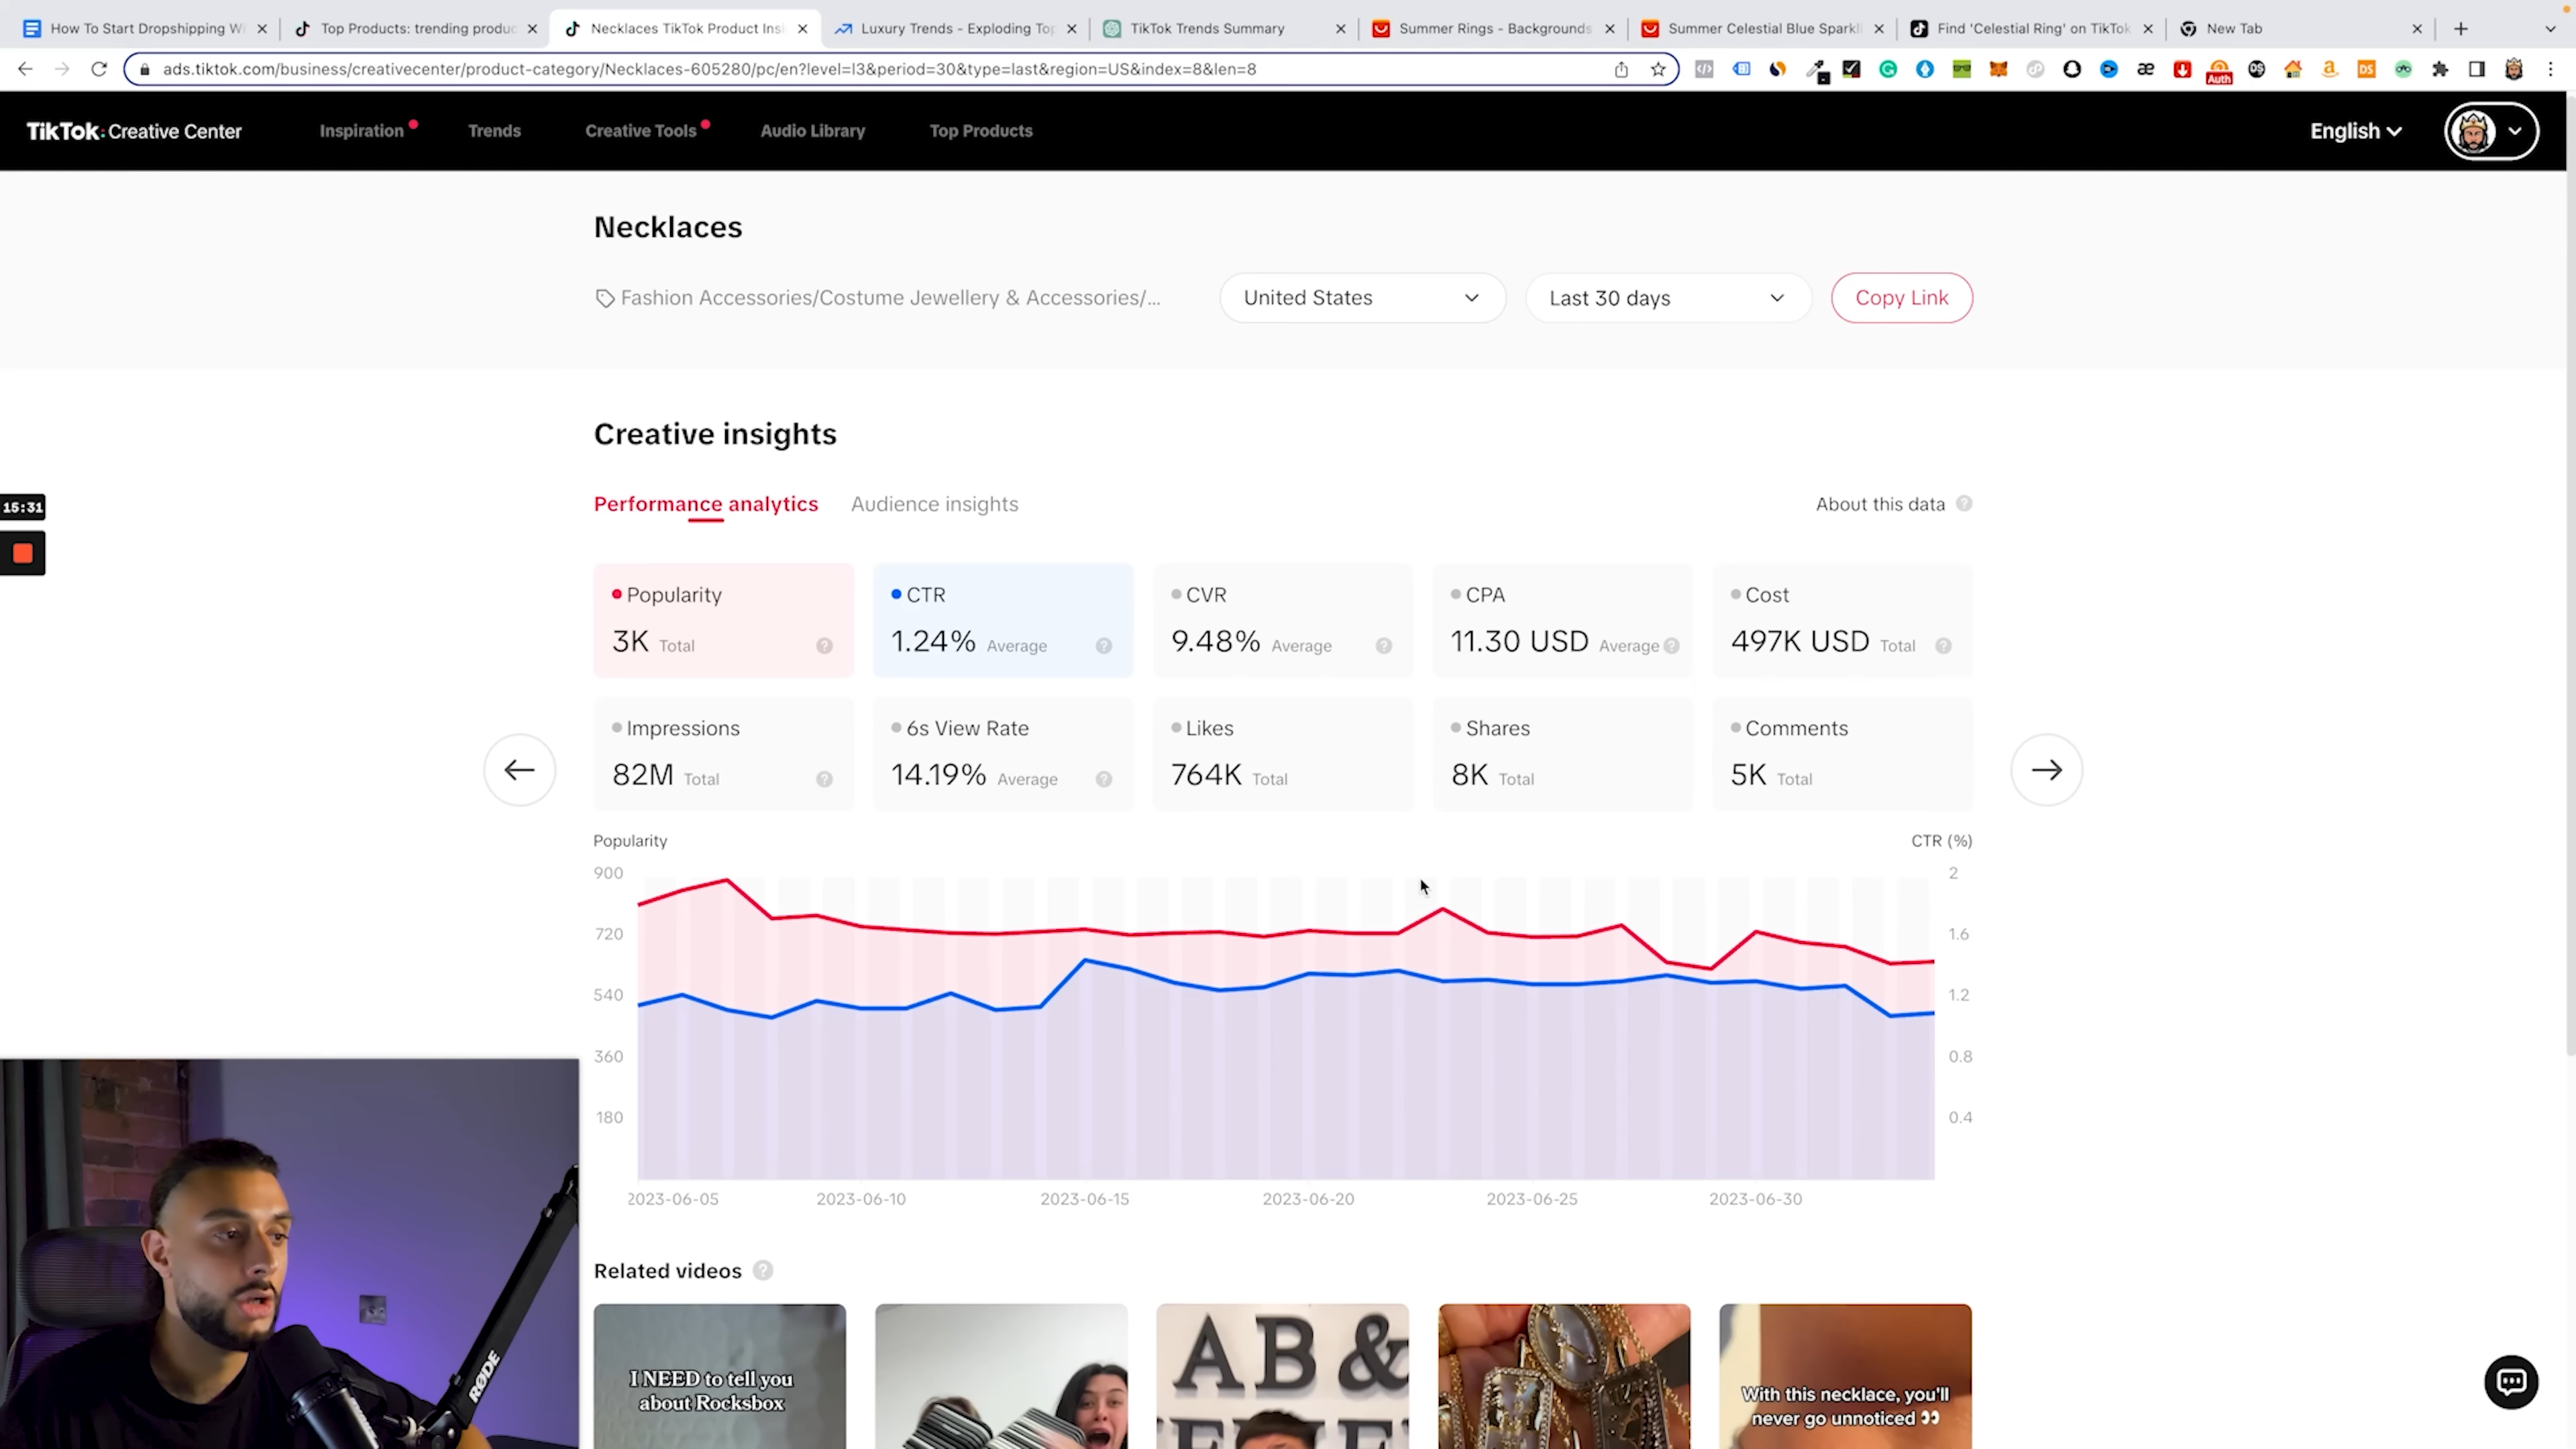 How To Start Dropshipping Wi
Top Products: trending produc
Necklaces TikTok Product Insi
Luxury Trends - Exploding Top
TikTok Trends Summary
Summer Rings - Backgrounds
Summer Celestial Blue Sparkl
Find 'Celestial Ring' on TikTok
New Tab
ads.tiktok.com/business/creativecenter/product-category/Necklaces-605280/pc/en?level=l3&period=30&type=last&region=US&index=8&len=8
TikTok: Creative Center
Inspiration
Trends
Creative Tools
Audio Library
Top Products
English
Necklaces
Fashion Accessories/Costume Jewellery & Accessories/...
United States
Last 30 days
Copy Link
Creative insights
15:31
Performance analytics
Audience insights
About this data
Popularity
3K Total
CTR
1.24% Average
CVR
9.48% Average
CPA
11.30 USD Average
Cost
497K USD Total
Impressions
82M Total
6s View Rate
14.19% Average
Likes
764K Total
Shares
8K Total
Comments
5K Total
Popularity
CTR (%)
900
2
720
1.6
540
1.2
360
0.8
180
0.4
2023-06-05
2023-06-10
2023-06-15
2023-06-20
2023-06-25
2023-06-30
Related videos
I NEED to tell you
about Rocksbox
AB &
With this necklace, you'll
never go unnoticed 👀
RØDE